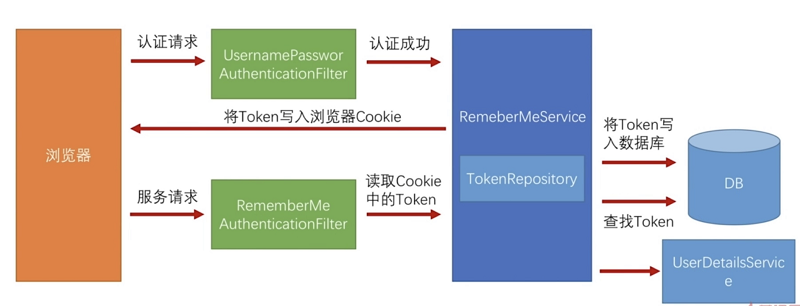 认证请求
UsernamePasswor
AuthenticationFilter
认证成功
将Token写入浏览器Cookie
浏览器
RemeberMeService
将Token写
入数据库
TokenRepository
DB
服务请求
RememberMe
AuthenticationFilter
读取Cookie
中的Token
查找Token
UserDetailsServic
e